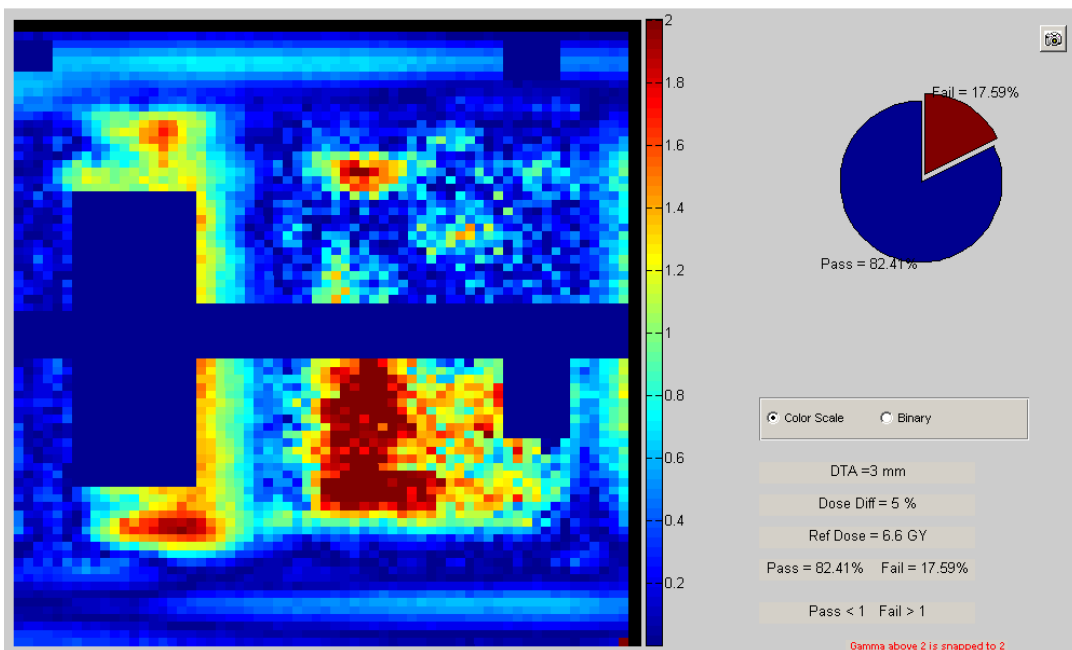 2
1.8
1.6
1.4
1.2
1
0.8
0.6
0.4
0.2
Fail = 17.59%
Pass = 82.41%
Color Scale Binary
DTA =3 mm
Dose Diff = 5 %
Ref Dose = 6.6 GY
Pass = 82.41% Fail = 17.59%
Pass < 1 Fail > 1
Gamma above 2 is snapped to 2